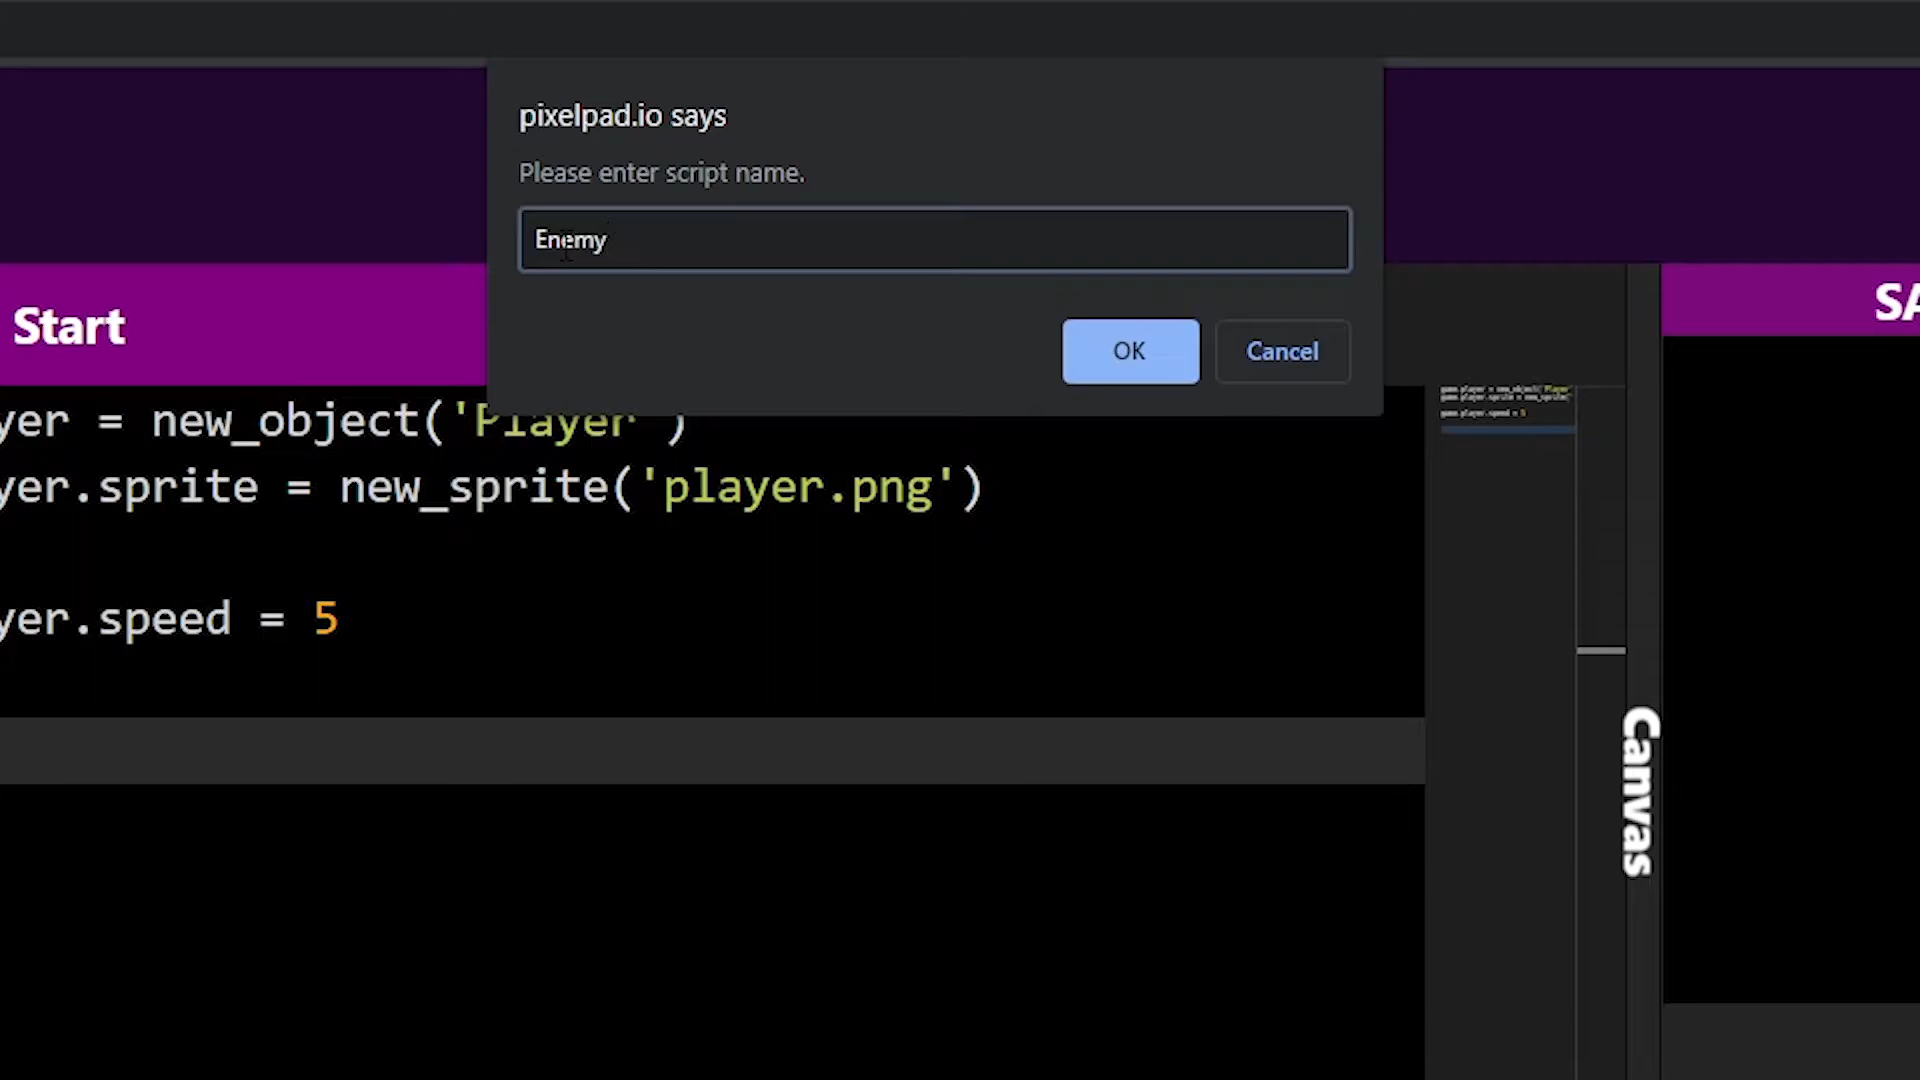 pixelpad.io says
Please enter script name.
Enemy
OK
Cancel
Start
SA
yer = new_object('Player')
yer.sprite = new_sprite('player.png')
yer.speed = 5
Canvas